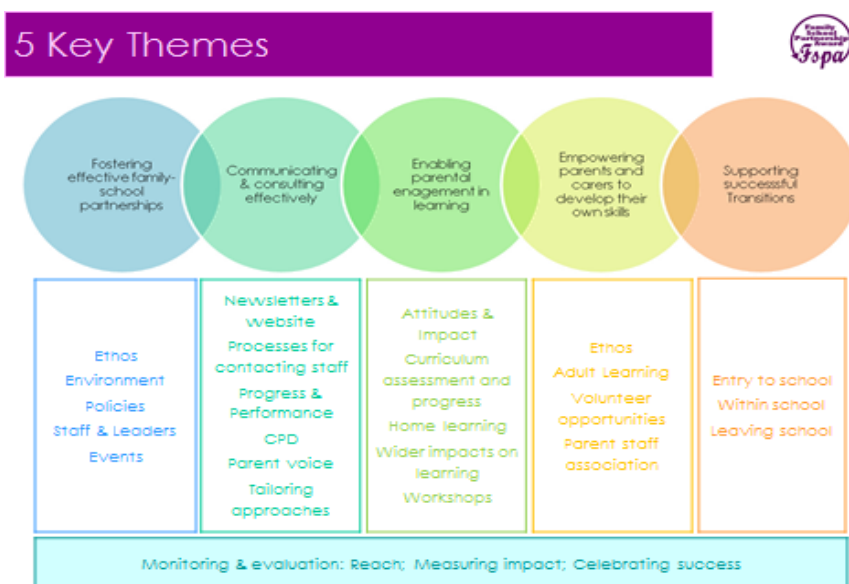 5 Key Themes
Family
School
Partnership
Award
Fspa
Fostering
effective family-
school
partnerships
Communicating
& consulting
effectively
Enabling
parental
enagement in
learning
Empowering
parents and
carers to
develop their
own skills
Supporting
successsful
Transitions
Ethos
Environment
Policies
Staff & Leaders
Events
Newsletters &
Website
Processes for
contacting staff
Progress &
Performance
CPD
Parent voice
Tailoring
approaches
Attitudes &
Impact
Curriculum
assessment and
progress
Home learning
Wider impacts on
learning
Workshops
Ethos
Adult Learning
Volunteer
opportunities
Parent staff
association
Entry to school
Within school
Leaving school
Monitoring & evaluation: Reach; Measuring impact; Celebrating success